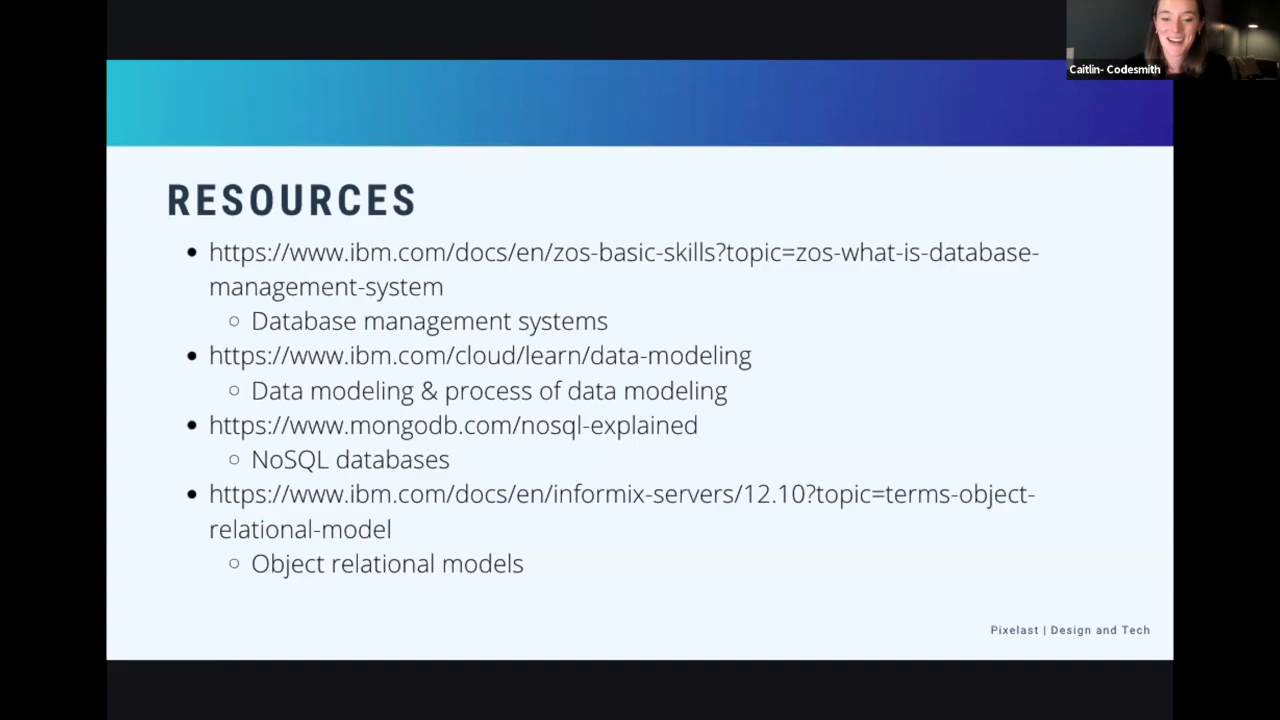 Caitlin- Codesmith
RESOURCES
• https://www.ibm.com/docs/en/zos-basic-skills?topic=zos-what-is-database-
management-system
○ Database management systems
• https://www.ibm.com/cloud/learn/data-modeling
○ Data modeling & process of data modeling
• https://www.mongodb.com/nosql-explained
○ NoSQL databases
• https://www.ibm.com/docs/en/informix-servers/12.10?topic=terms-object-
relational-model
○ Object relational models
Pixelast | Design and Tech